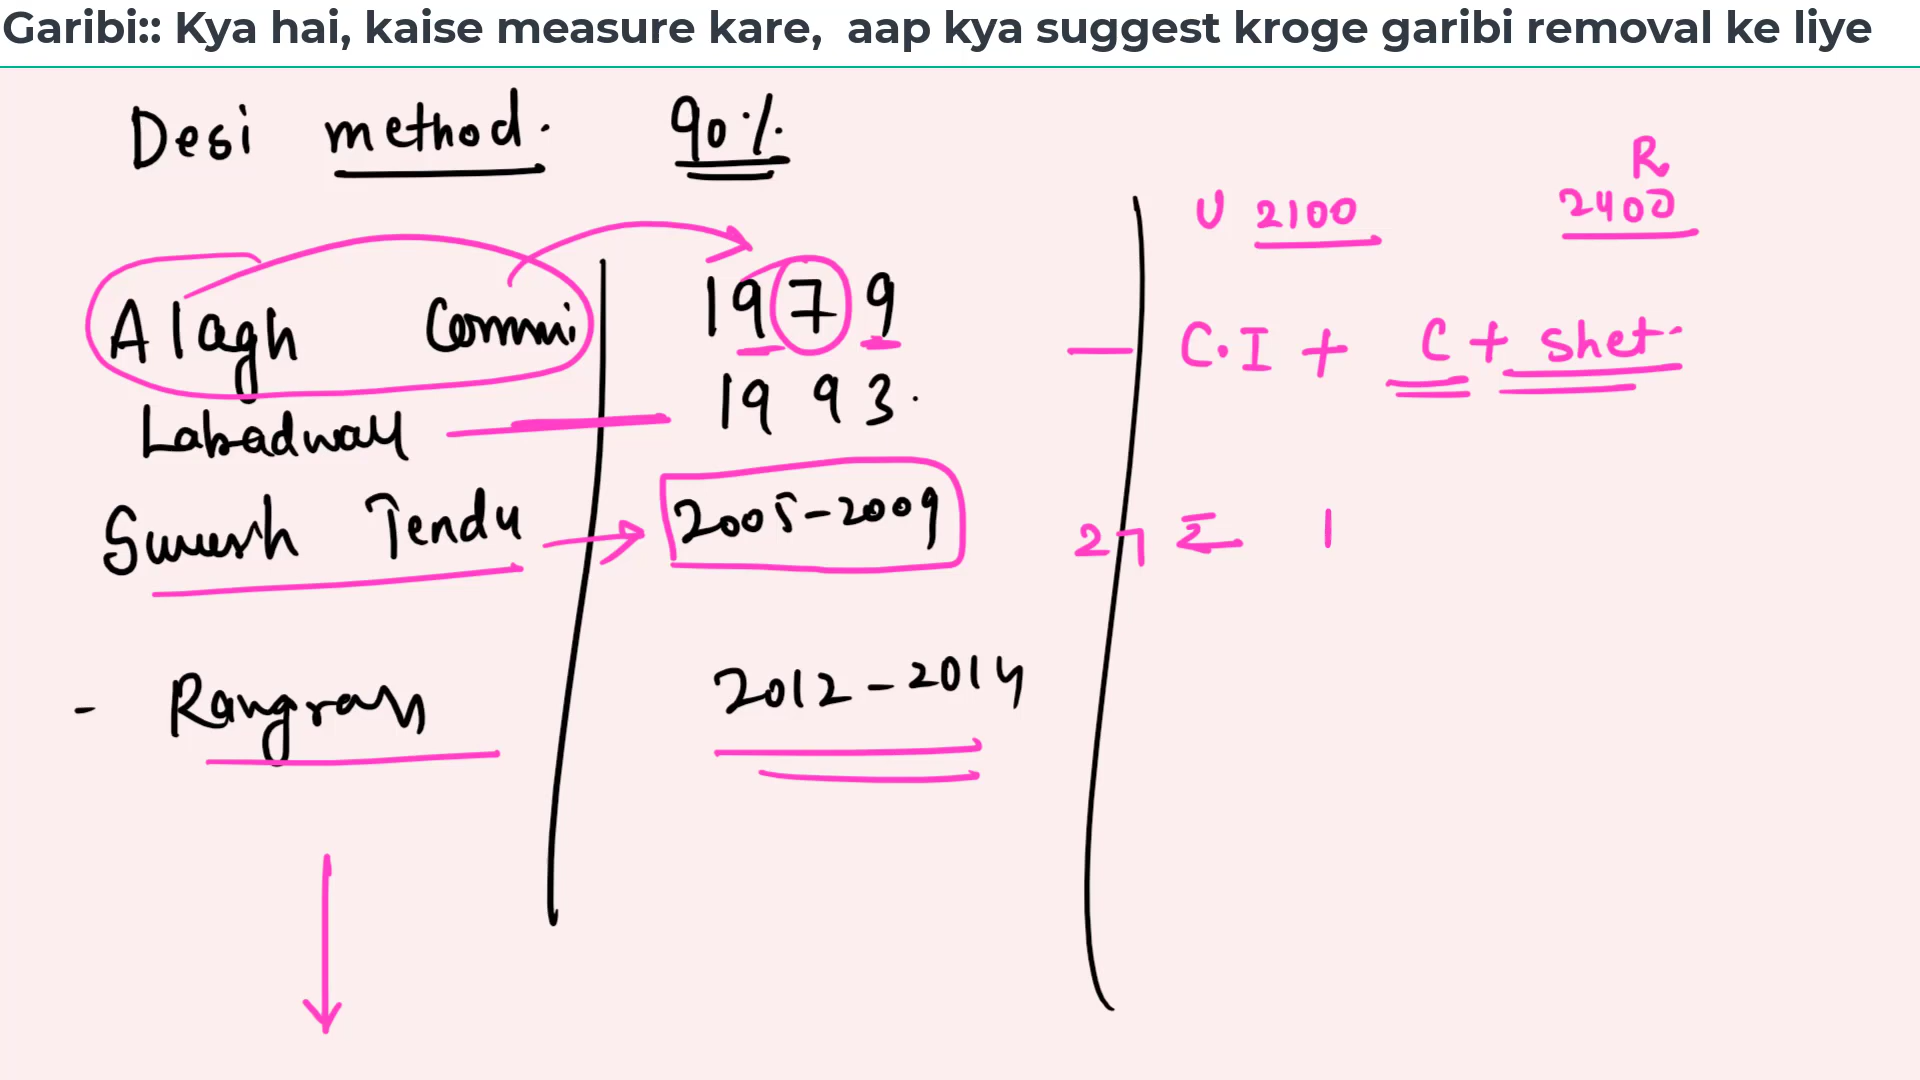 Garibi:: Kya hai, kaise measure kare, aap kya suggest kroge garibi removal ke liye
Desi method. 90%
U 2100 R 2400
Alagh Commi 1979 — C.I + C + Shet.
Labadwall 1993.
Suresh Tendu → 2005-2009 27 1
- Rangran 2012-2014